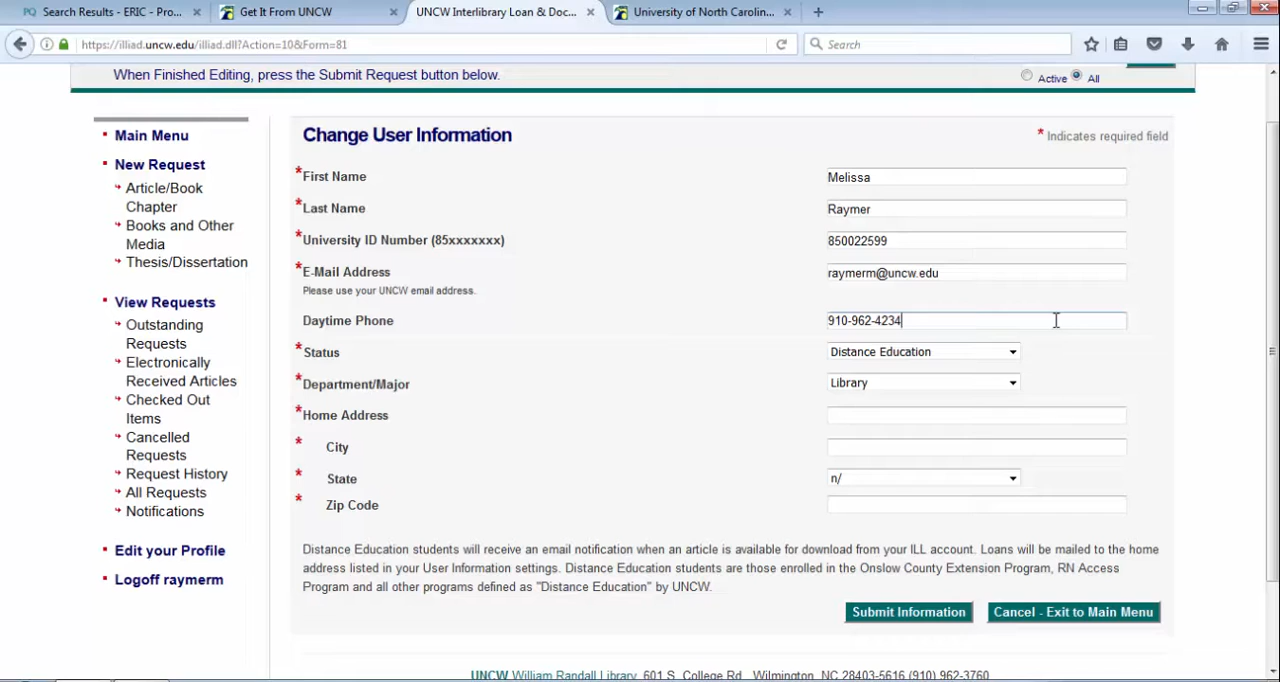 PQ Search Results - ERIC - Pro... ×
Get It From UNCW ×
UNCW Interlibrary Loan & Doc... ×
University of North Carolin... ×
https://illiad.uncw.edu/illiad.dll?Action=10&Form=81
Search
When Finished Editing, press the Submit Request button below.
Active All
Main Menu
New Request
Article/Book
Chapter
Books and Other
Media
Thesis/Dissertation
View Requests
Outstanding
Requests
Electronically
Received Articles
Checked Out
Items
Cancelled
Requests
Request History
All Requests
Notifications
Edit your Profile
Logoff raymerm
Change User Information
* Indicates required field
*First Name Melissa
*Last Name Raymer
*University ID Number (85xxxxxxx) 850022599
*E-Mail Address raymerm@uncw.edu
Please use your UNCW email address.
Daytime Phone 910-962-4234
*Status Distance Education
*Department/Major Library
*Home Address
* City
* State n/
* Zip Code
Distance Education students will receive an email notification when an article is available for download from your ILL account. Loans will be mailed to the home
address listed in your User Information settings. Distance Education students are those enrolled in the Onslow County Extension Program, RN Access
Program and all other programs defined as "Distance Education" by UNCW.
Submit Information Cancel - Exit to Main Menu
UNCW William Randall Library, 601 S. College Rd., Wilmington, NC 28403-5616 (910) 962-3760